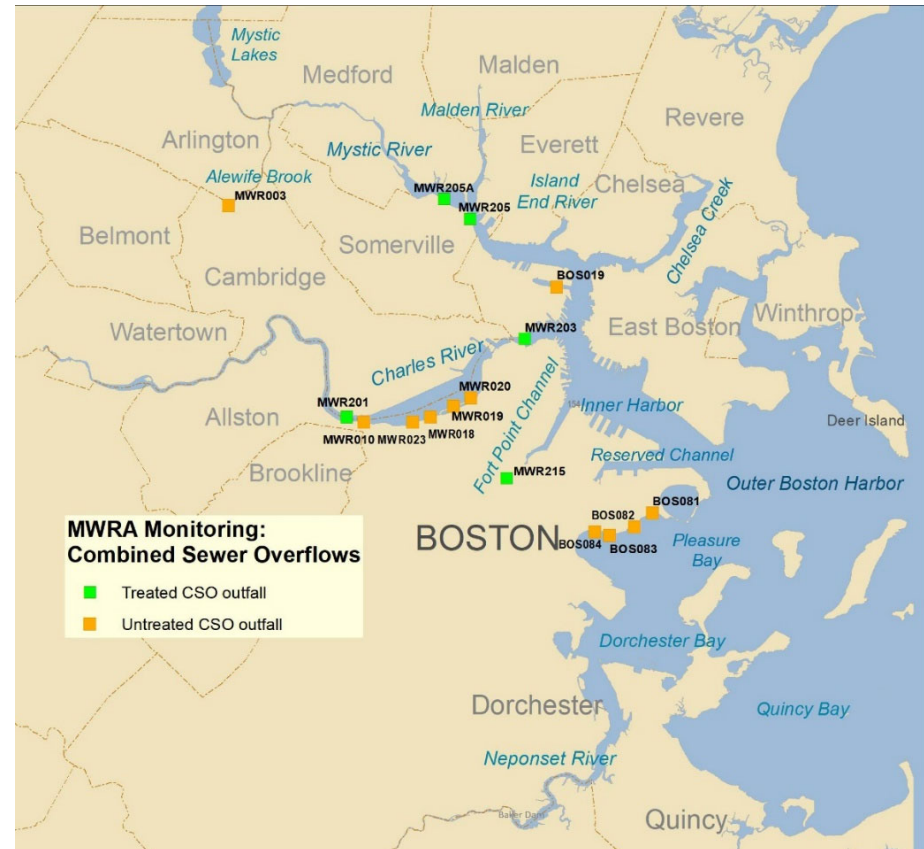 Mystic
Lakes
Medford
Malden
Malden River
Revere
Arlington
Mystic River
Everett
Alewife Brook
MWR003
MWR205A
MWR205
Island
End River
Chelsea
Chelsea Creek
Belmont
Somerville
Cambridge
BOS019
Winthrop
East Boston
Watertown
MWR203
Charles River
MWR020
MWR019
MWR018
MWR201
MWR010
MWR023
Allston
Brookline
Fort Point Channel
Inner Harbor
Deer Island
Reserved Channel
MWR215
Outer Boston Harbor
BOS081
BOS082
BOS083
BOS084
BOSTON
Pleasure
Bay
MWRA Monitoring:
Combined Sewer Overflows
Treated CSO outfall
Untreated CSO outfall
Dorchester Bay
Dorchester
Quincy Bay
Neponset River
Baker Dam
Quincy